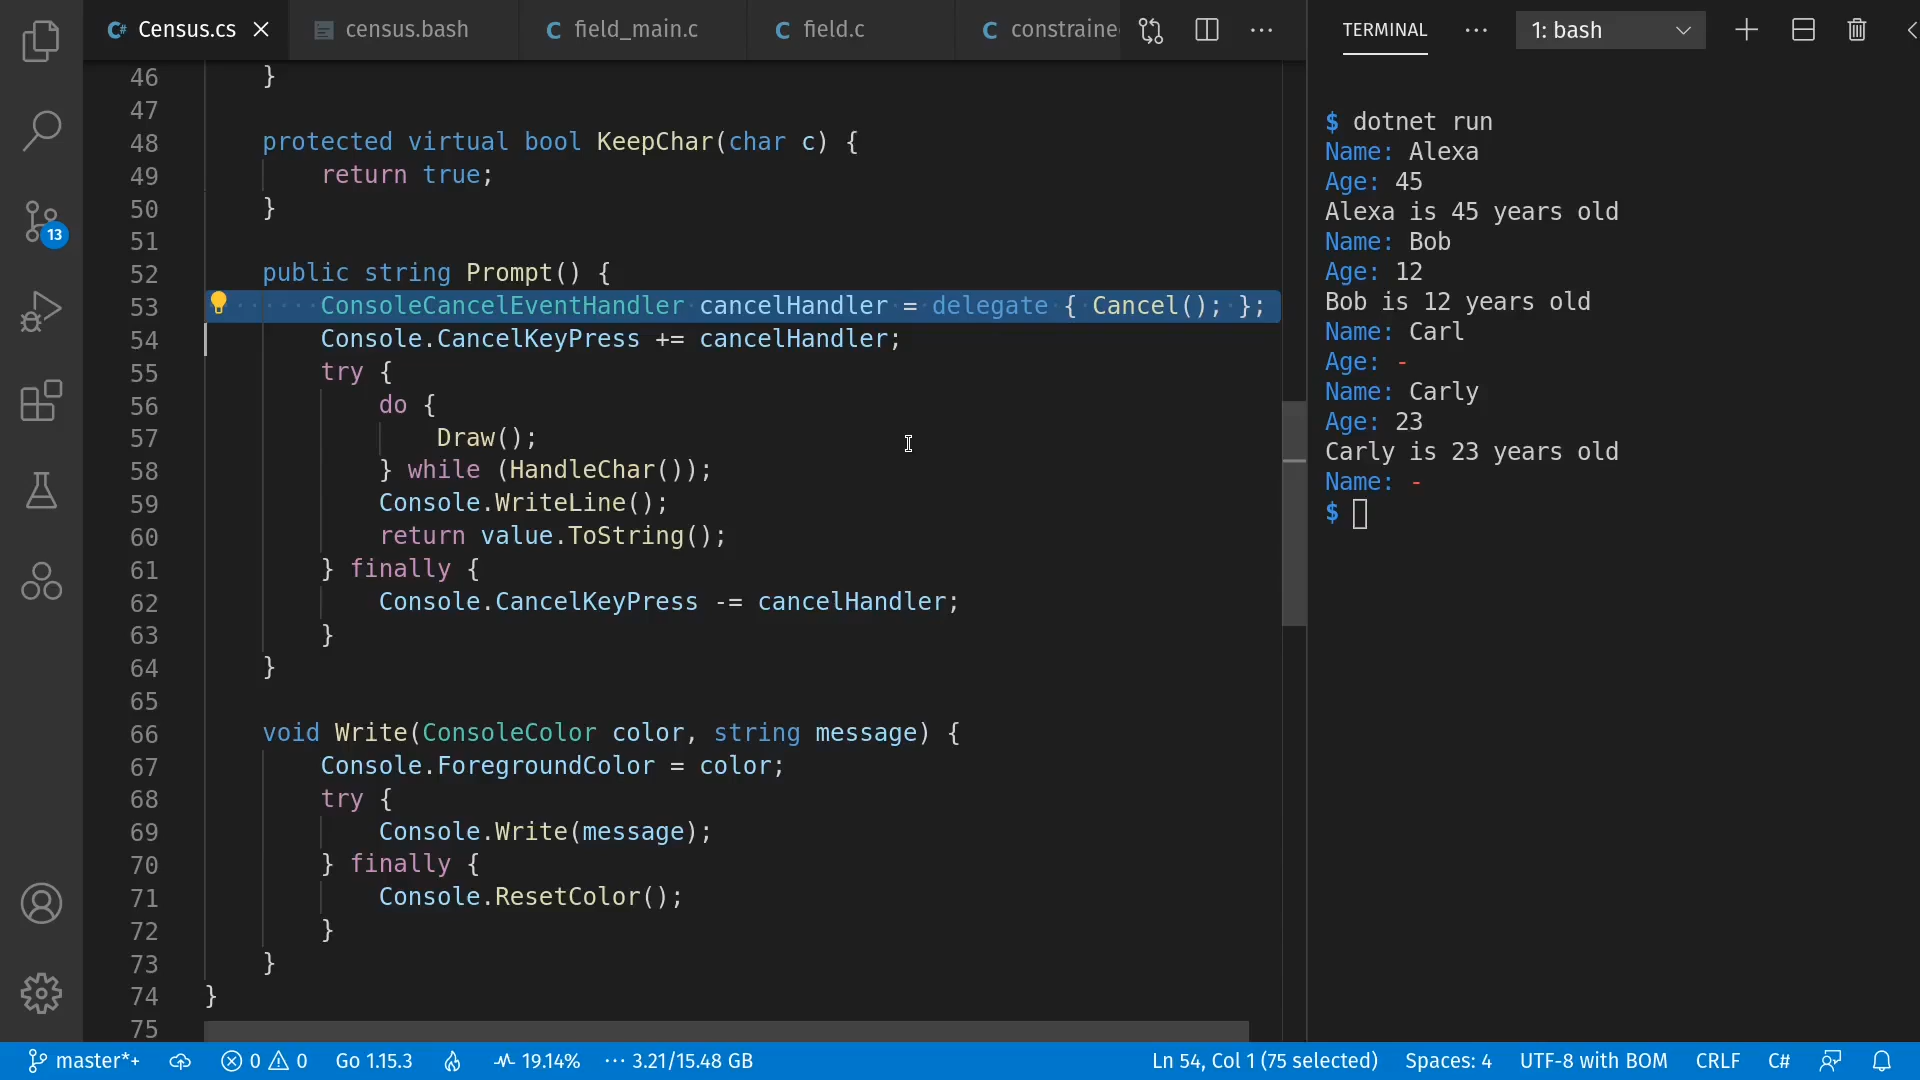 Census.cs
census.bash
field_main.c
field.c
constraine
TERMINAL
1: bash
13
46 }
47
48 protected virtual bool KeepChar(char c) {
49 return true;
50 }
51
52 public string Prompt() {
53 ConsoleCancelEventHandler cancelHandler = delegate { Cancel(); };
54 Console.CancelKeyPress += cancelHandler;
55 try {
56 do {
57 Draw();
58 } while (HandleChar());
59 Console.WriteLine();
60 return value.ToString();
61 } finally {
62 Console.CancelKeyPress -= cancelHandler;
63 }
64 }
65
66 void Write(ConsoleColor color, string message) {
67 Console.ForegroundColor = color;
68 try {
69 Console.Write(message);
70 } finally {
71 Console.ResetColor();
72 }
73 }
74 }
75
$ dotnet run
Name: Alexa
Age: 45
Alexa is 45 years old
Name: Bob
Age: 12
Bob is 12 years old
Name: Carl
Age: -
Name: Carly
Age: 23
Carly is 23 years old
Name: -
$
master*+ 0 0 Go 1.15.3 19.14% 3.21/15.48 GB Ln 54, Col 1 (75 selected) Spaces: 4 UTF-8 with BOM CRLF C#